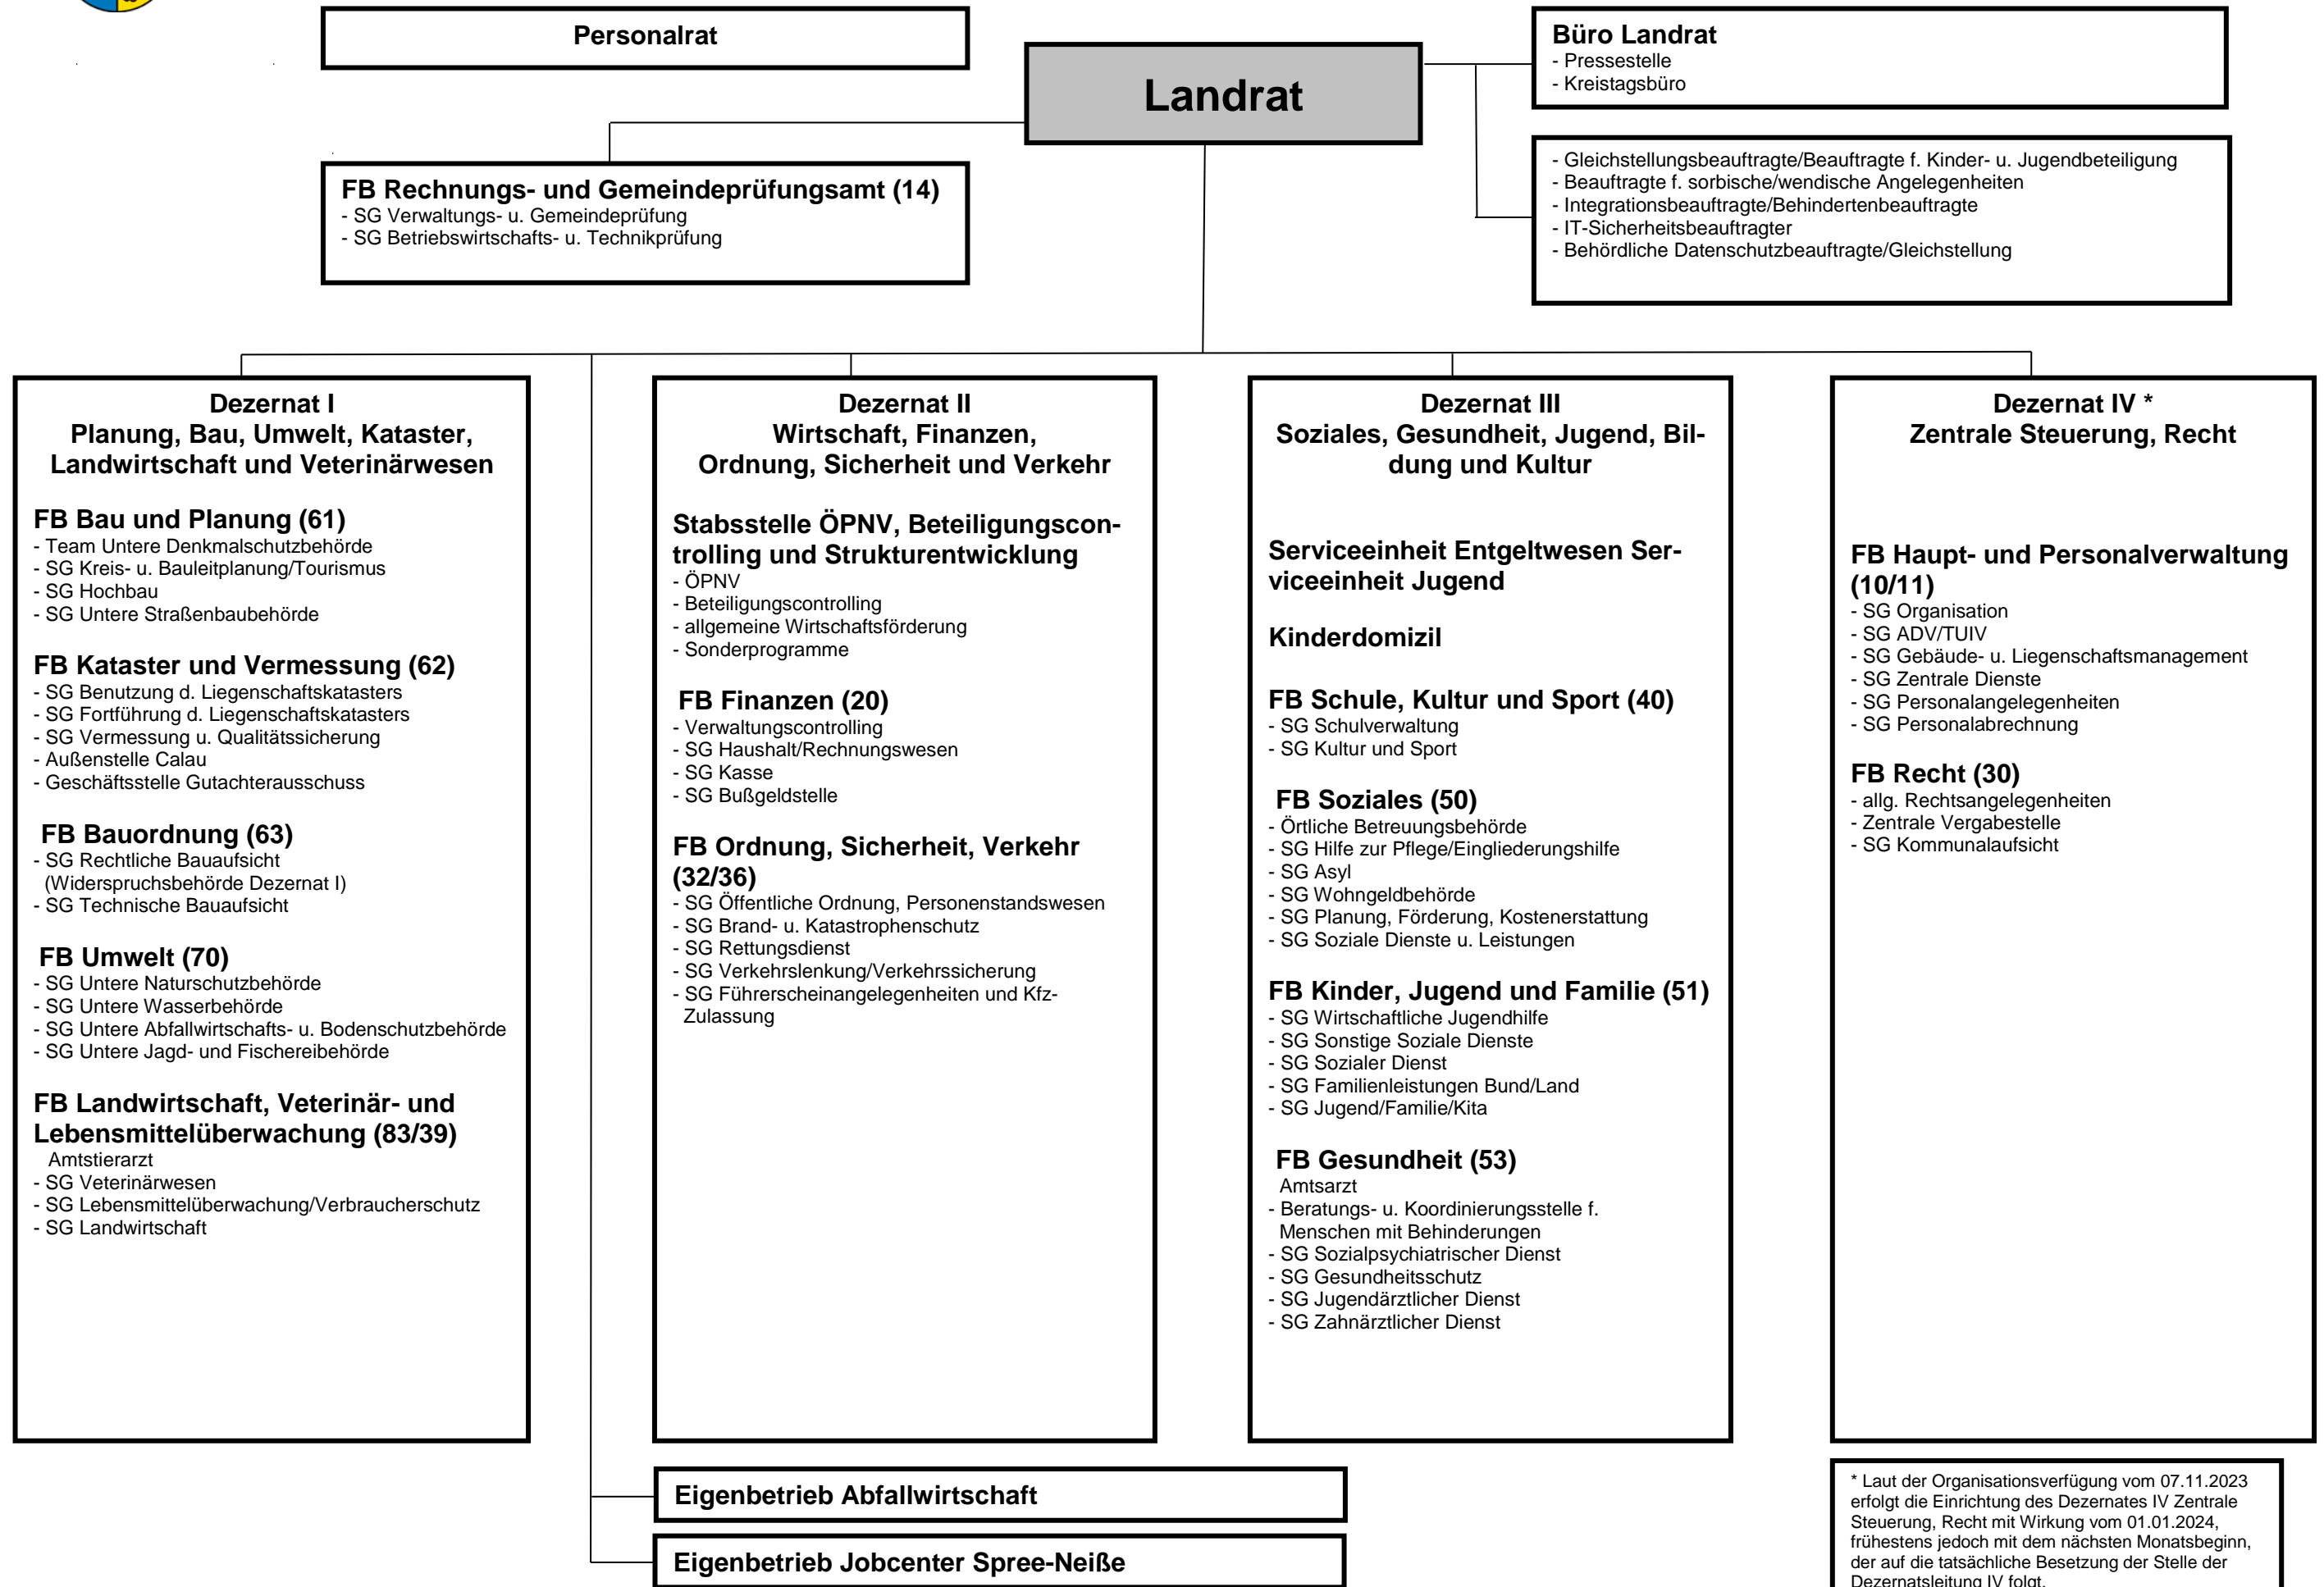 Personalrat
Landrat
Büro Landrat
- Pressestelle
- Kreistagsbüro
FB Rechnungs- und Gemeindeprüfungsamt (14)
- SG Verwaltungs- u. Gemeindeprüfung
- SG Betriebswirtschafts- u. Technikprüfung
- Gleichstellungsbeauftragte/Beauftragte f. Kinder- u. Jugendbeteiligung
- Beauftragte f. sorbische/wendische Angelegenheiten
- Integrationsbeauftragte/Behindertenbeauftragte
- IT-Sicherheitsbeauftragter
- Behördliche Datenschutzbeauftragte/Gleichstellung
Dezernat I
Planung, Bau, Umwelt, Kataster,
Landwirtschaft und Veterinärwesen
FB Bau und Planung (61)
- Team Untere Denkmalschutzbehörde
- SG Kreis- u. Bauleitplanung/Tourismus
- SG Hochbau
- SG Untere Straßenbaubehörde
FB Kataster und Vermessung (62)
- SG Benutzung d. Liegenschaftskatasters
- SG Fortführung d. Liegenschaftskatasters
- SG Vermessung u. Qualitätssicherung
- Außenstelle Calau
- Geschäftsstelle Gutachterausschuss
FB Bauordnung (63)
- SG Rechtliche Bauaufsicht
(Widerspruchsbehörde Dezernat I)
- SG Technische Bauaufsicht
FB Umwelt (70)
- SG Untere Naturschutzbehörde
- SG Untere Wasserbehörde
- SG Untere Abfallwirtschafts- u. Bodenschutzbehörde
- SG Untere Jagd- und Fischereibehörde
FB Landwirtschaft, Veterinär- und
Lebensmittelüberwachung (83/39)
Amtstierarzt
- SG Veterinärwesen
- SG Lebensmittelüberwachung/Verbraucherschutz
- SG Landwirtschaft
Dezernat II
Wirtschaft, Finanzen,
Ordnung, Sicherheit und Verkehr
Stabsstelle ÖPNV, Beteiligungscon-
trolling und Strukturentwicklung
- ÖPNV
- Beteiligungscontrolling
- allgemeine Wirtschaftsförderung
- Sonderprogramme
FB Finanzen (20)
- Verwaltungscontrolling
- SG Haushalt/Rechnungswesen
- SG Kasse
- SG Bußgeldstelle
FB Ordnung, Sicherheit, Verkehr
(32/36)
- SG Öffentliche Ordnung, Personenstandswesen
- SG Brand- u. Katastrophenschutz
- SG Rettungsdienst
- SG Verkehrslenkung/Verkehrssicherung
- SG Führerscheinangelegenheiten und Kfz-
Zulassung
Dezernat III
Soziales, Gesundheit, Jugend, Bil-
dung und Kultur
Serviceeinheit Entgeltwesen Ser-
viceeinheit Jugend
Kinderdomizil
FB Schule, Kultur und Sport (40)
- SG Schulverwaltung
- SG Kultur und Sport
FB Soziales (50)
- Örtliche Betreuungsbehörde
- SG Hilfe zur Pflege/Eingliederungshilfe
- SG Asyl
- SG Wohngeldbehörde
- SG Planung, Förderung, Kostenerstattung
- SG Soziale Dienste u. Leistungen
FB Kinder, Jugend und Familie (51)
- SG Wirtschaftliche Jugendhilfe
- SG Sonstige Soziale Dienste
- SG Sozialer Dienst
- SG Familienleistungen Bund/Land
- SG Jugend/Familie/Kita
FB Gesundheit (53)
Amtsarzt
- Beratungs- u. Koordinierungsstelle f.
Menschen mit Behinderungen
- SG Sozialpsychiatrischer Dienst
- SG Gesundheitsschutz
- SG Jugendärztlicher Dienst
- SG Zahnärztlicher Dienst
Dezernat IV *
Zentrale Steuerung, Recht
FB Haupt- und Personalverwaltung
(10/11)
- SG Organisation
- SG ADV/TUIV
- SG Gebäude- u. Liegenschaftsmanagement
- SG Zentrale Dienste
- SG Personalangelegenheiten
- SG Personalabrechnung
FB Recht (30)
- allg. Rechtsangelegenheiten
- Zentrale Vergabestelle
- SG Kommunalaufsicht
Eigenbetrieb Abfallwirtschaft
Eigenbetrieb Jobcenter Spree-Neiße
* Laut der Organisationsverfügung vom 07.11.2023
erfolgt die Einrichtung des Dezernates IV Zentrale
Steuerung, Recht mit Wirkung vom 01.01.2024,
frühestens jedoch mit dem nächsten Monatsbeginn,
der auf die tatsächliche Besetzung der Stelle der
Dezernatsleitung IV folgt.